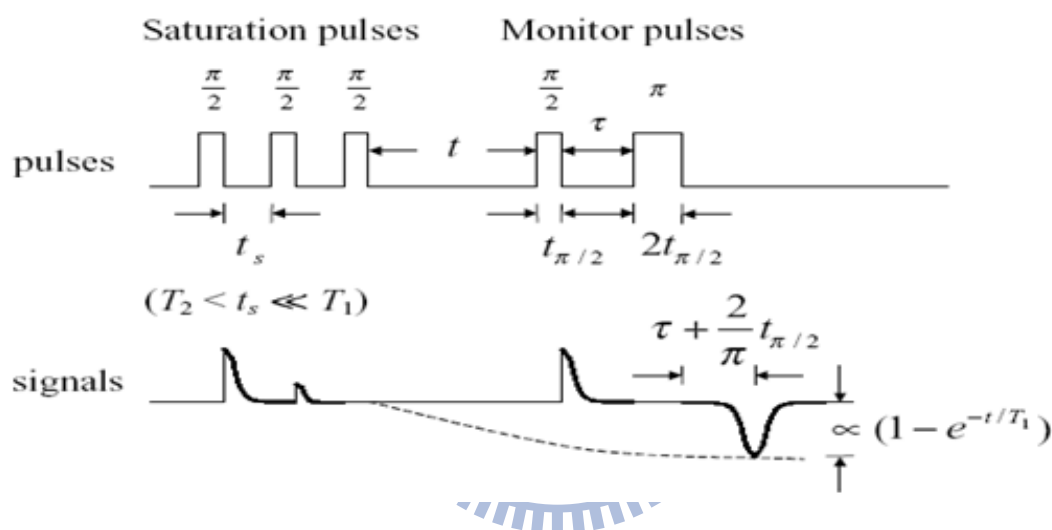 Saturation pulses Monitor pulses
π/2 π/2 π/2 π/2 π
τ
pulses t
t_s t_{π/2} 2t_{π/2}
(T_2 < t_s ≪ T_1)
τ + 2/π t_{π/2}
signals
∝ (1 − e^{−t/T_1})